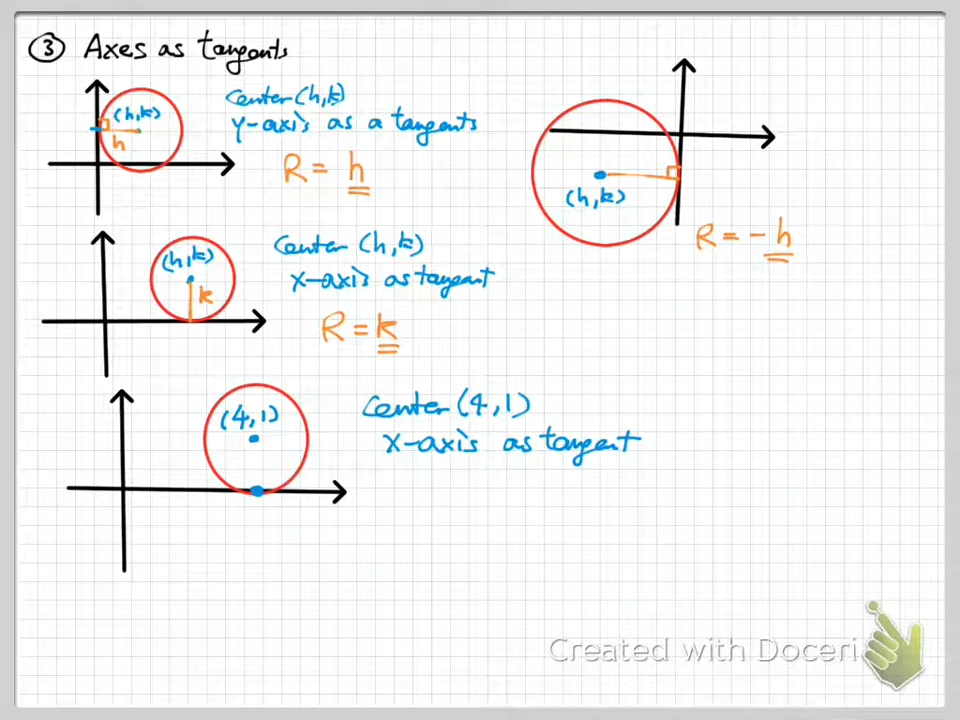 ③ Axes as tangents
(h,k)
h
Center (h,k)
y-axis as a tangents
R = h
(h,k)
R = -h
(h,k)
k
Center (h,k)
x-axis as tangent
R = k
(4,1)
Center (4,1)
x-axis as tangent
Created with Doceri